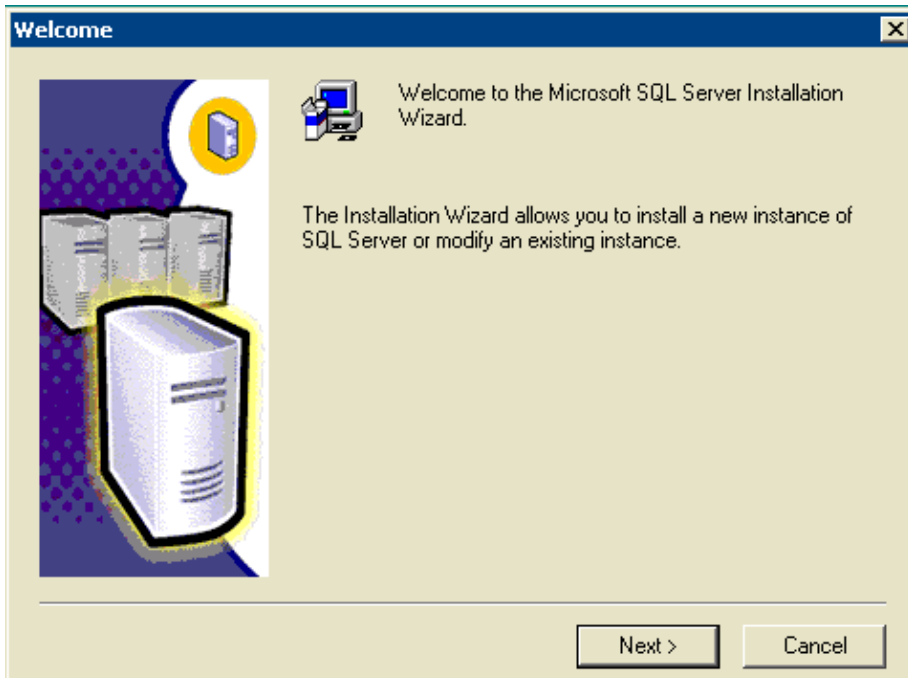 Welcome
Welcome to the Microsoft SQL Server Installation
Wizard.
The Installation Wizard allows you to install a new instance of
SQL Server or modify an existing instance.
Next >
Cancel